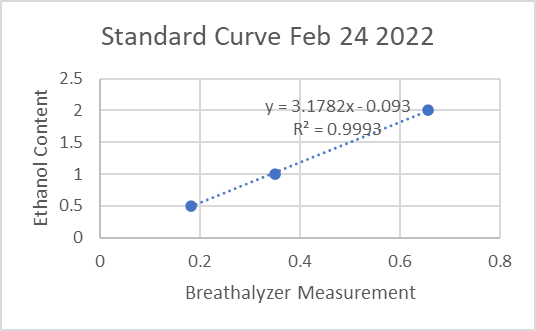 Standard Curve Feb 24 2022
2.5
2
1.5
1
0.5
0
y = 3.1782x - 0.093
R² = 0.9993
Ethanol Content
0 0.2 0.4 0.6 0.8
Breathalyzer Measurement